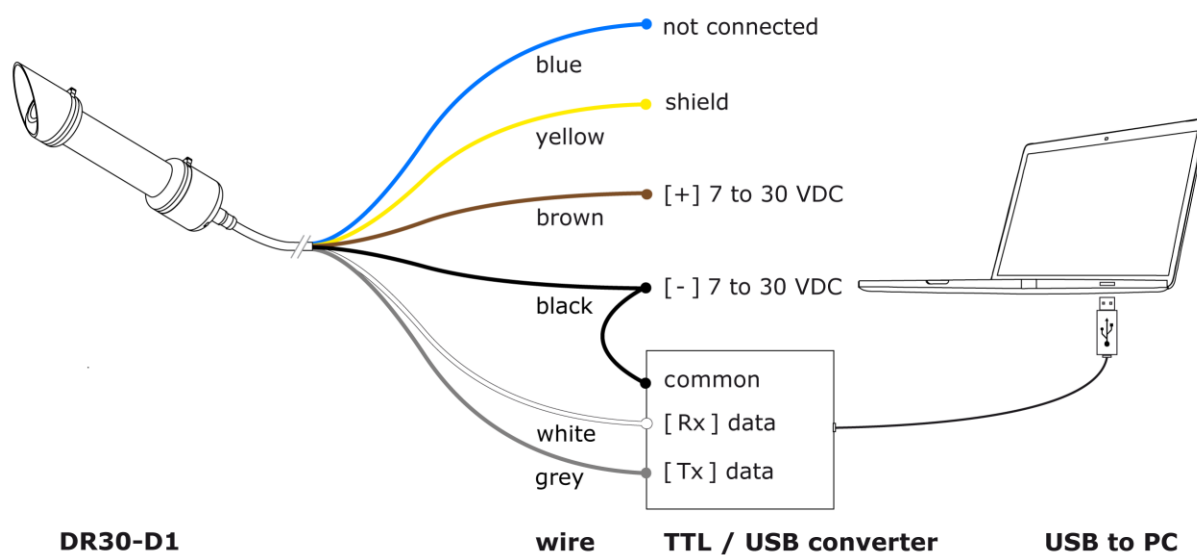 not connected
blue
shield
yellow
[+] 7 to 30 VDC
brown
[-] 7 to 30 VDC
black
common
[Rx] data
white
[Tx] data
grey
DR30-D1 wire TTL / USB converter USB to PC